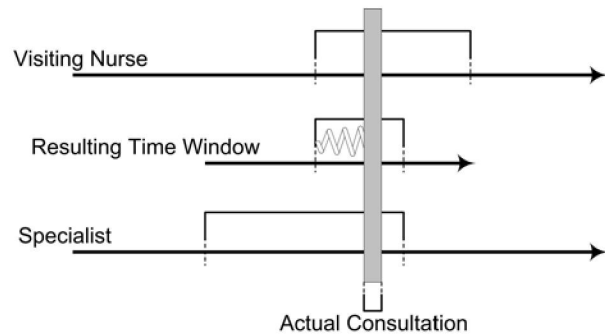 Visiting Nurse
Resulting Time Window
Specialist
Actual Consultation